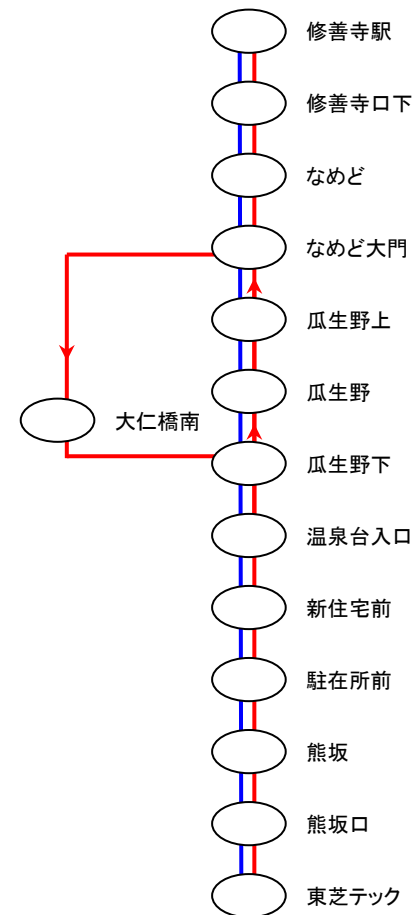 修善寺駅
修善寺口下
なめど
なめど大門
瓜生野上
瓜生野
大仁橋南
瓜生野下
温泉台入口
新住宅前
駐在所前
熊坂
熊坂口
東芝テック